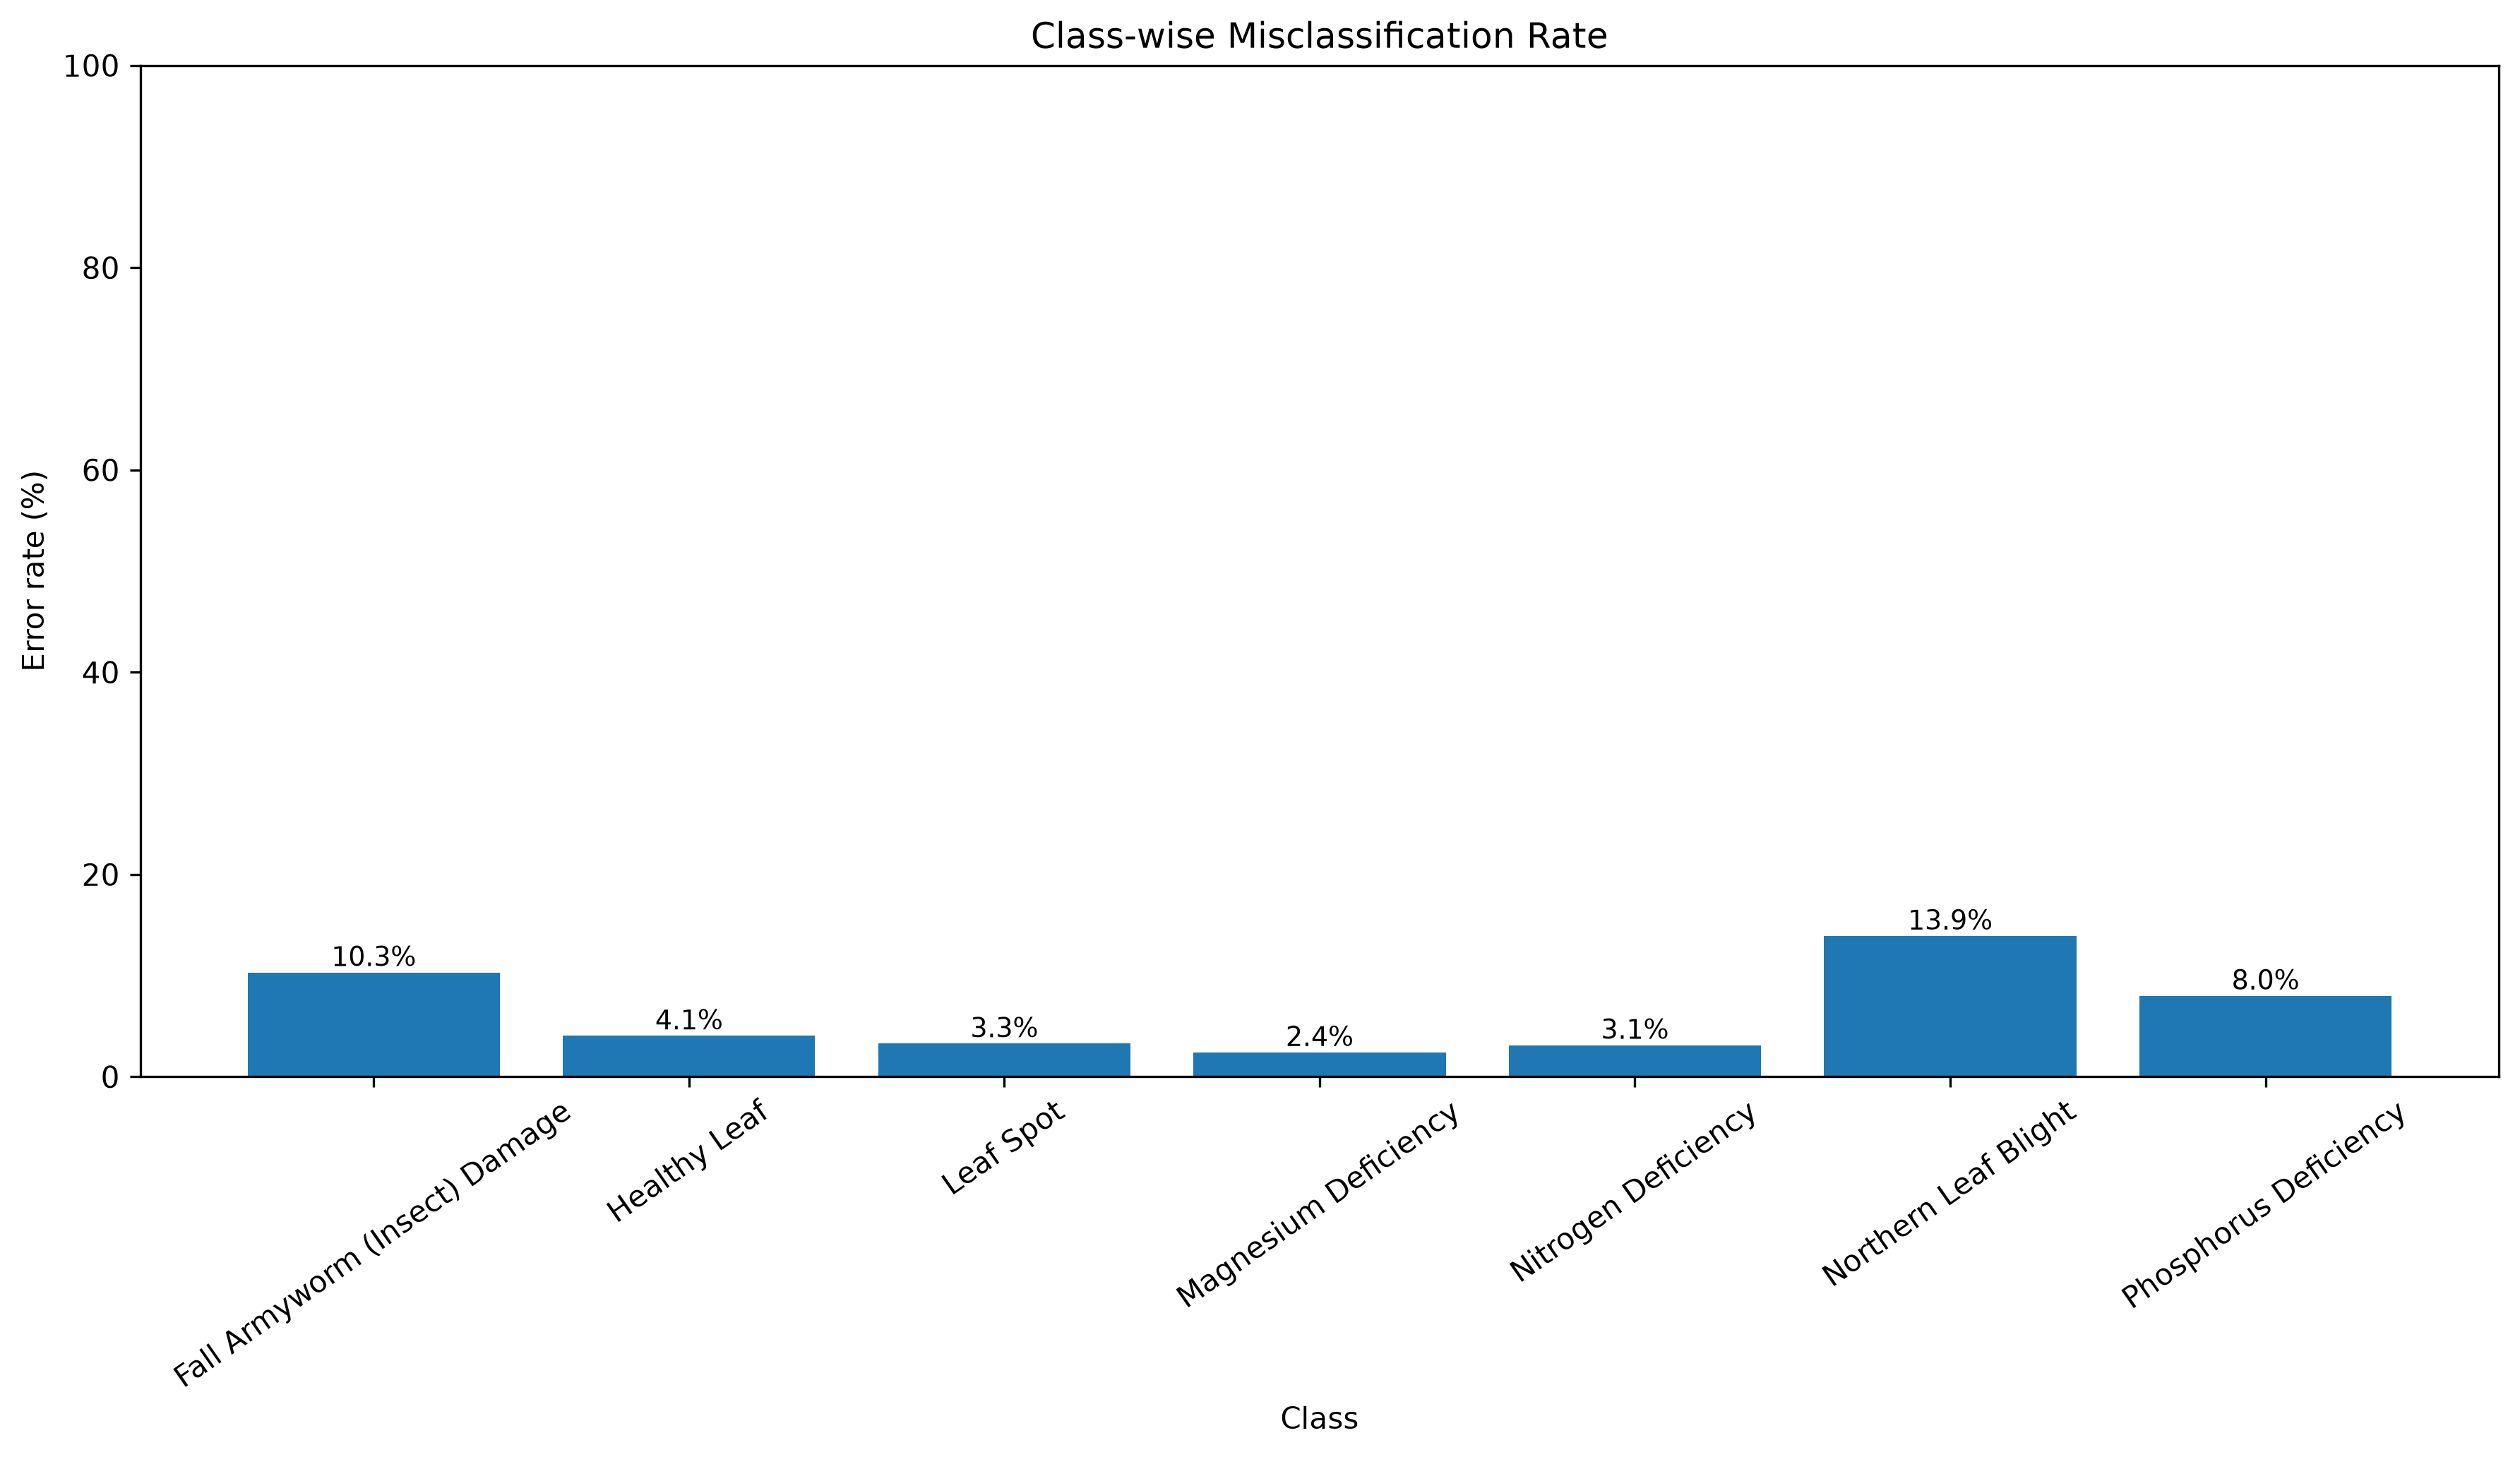 Class-wise Misclassification Rate
Error rate (%)
100
80
60
40
20
0
10.3%
4.1%
3.3%
2.4%
3.1%
13.9%
8.0%
Fall Armyworm (Insect) Damage
Healthy Leaf
Leaf Spot
Magnesium Deficiency
Nitrogen Deficiency
Northern Leaf Blight
Phosphorus Deficiency
Class